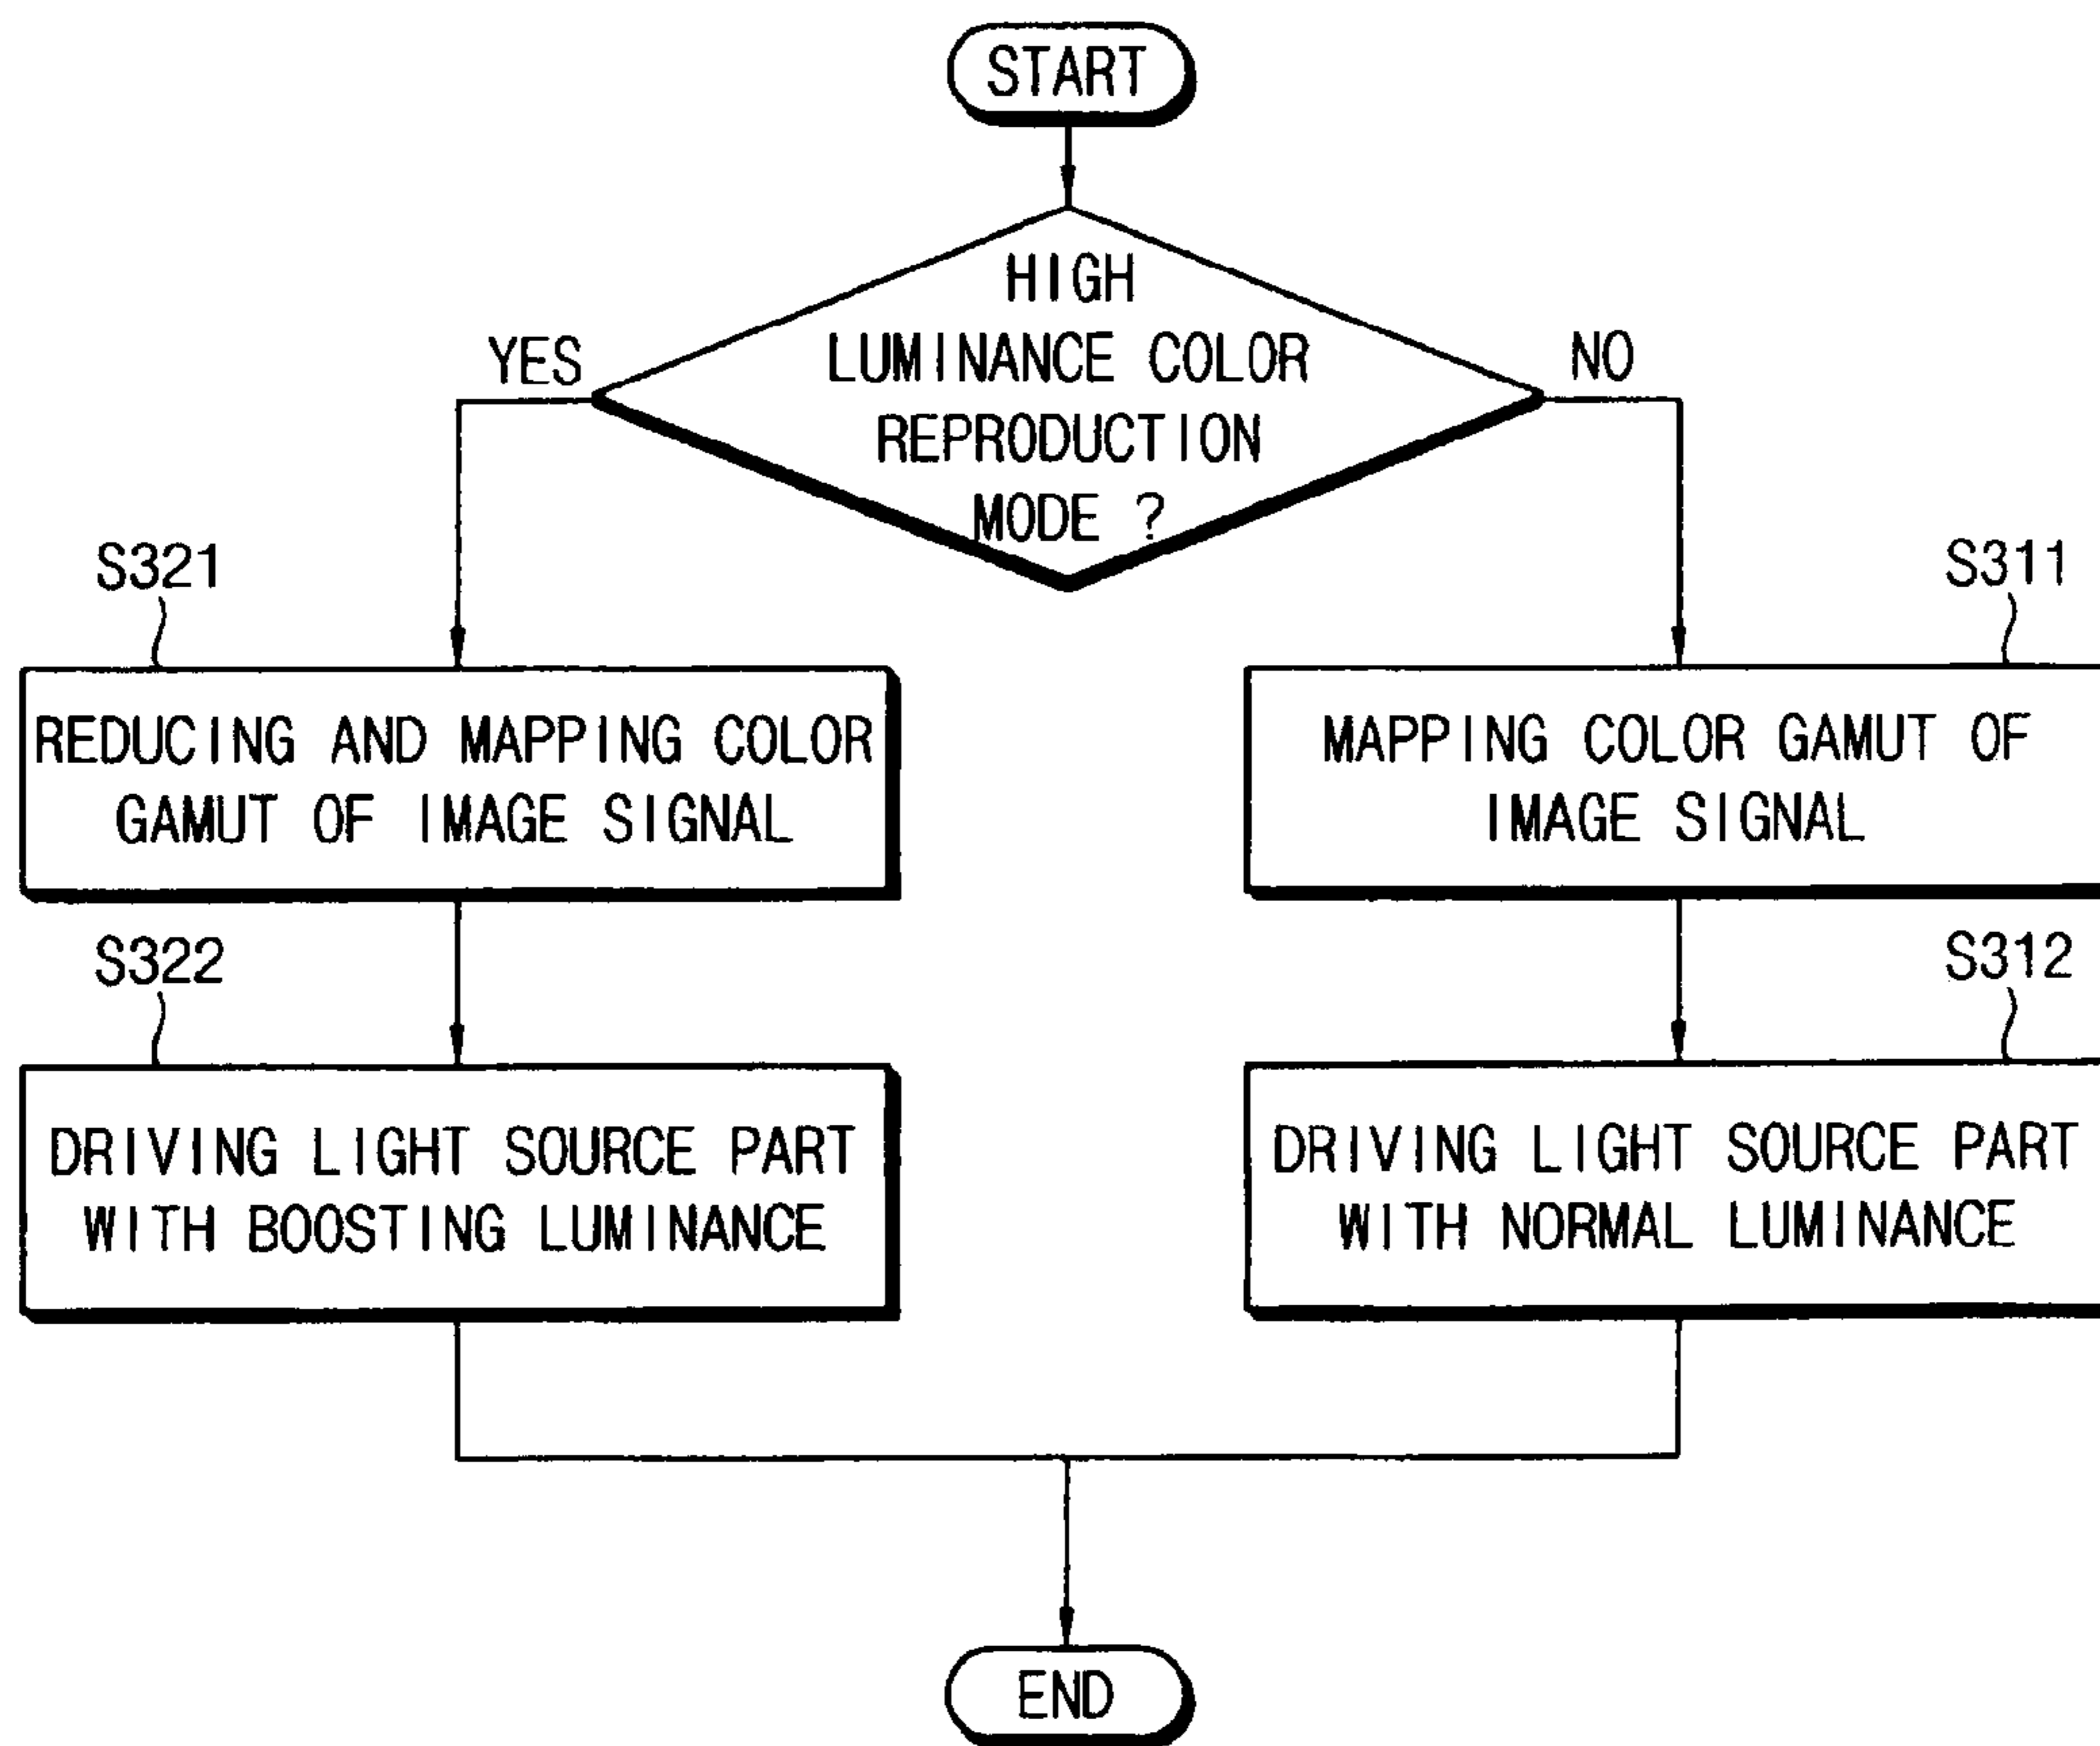 START
HIGH
LUMINANCE COLOR
REPRODUCTION
MODE ?
YES
NO
S321
S311
REDUCING AND MAPPING COLOR
GAMUT OF IMAGE SIGNAL
MAPPING COLOR GAMUT OF
IMAGE SIGNAL
S322
S312
DRIVING LIGHT SOURCE PART
WITH BOOSTING LUMINANCE
DRIVING LIGHT SOURCE PART
WITH NORMAL LUMINANCE
END